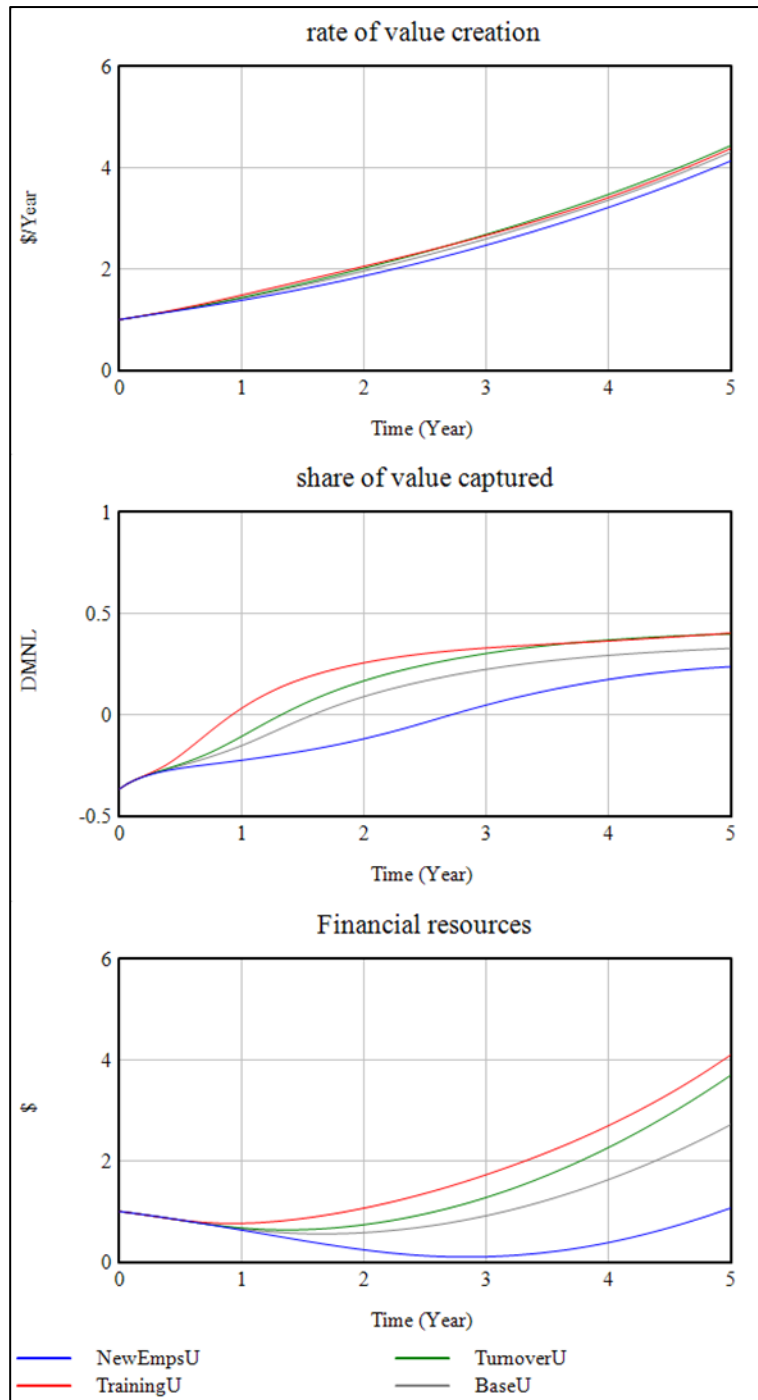 rate of value creation
6
4
2
0
$/Year
0 1 2 3 4 5
Time (Year)
share of value captured
1
0.5
0
-0.5
DMNL
0 1 2 3 4 5
Time (Year)
Financial resources
6
4
2
0
$
0 1 2 3 4 5
Time (Year)
NewEmpsU TurnoverU
TrainingU BaseU